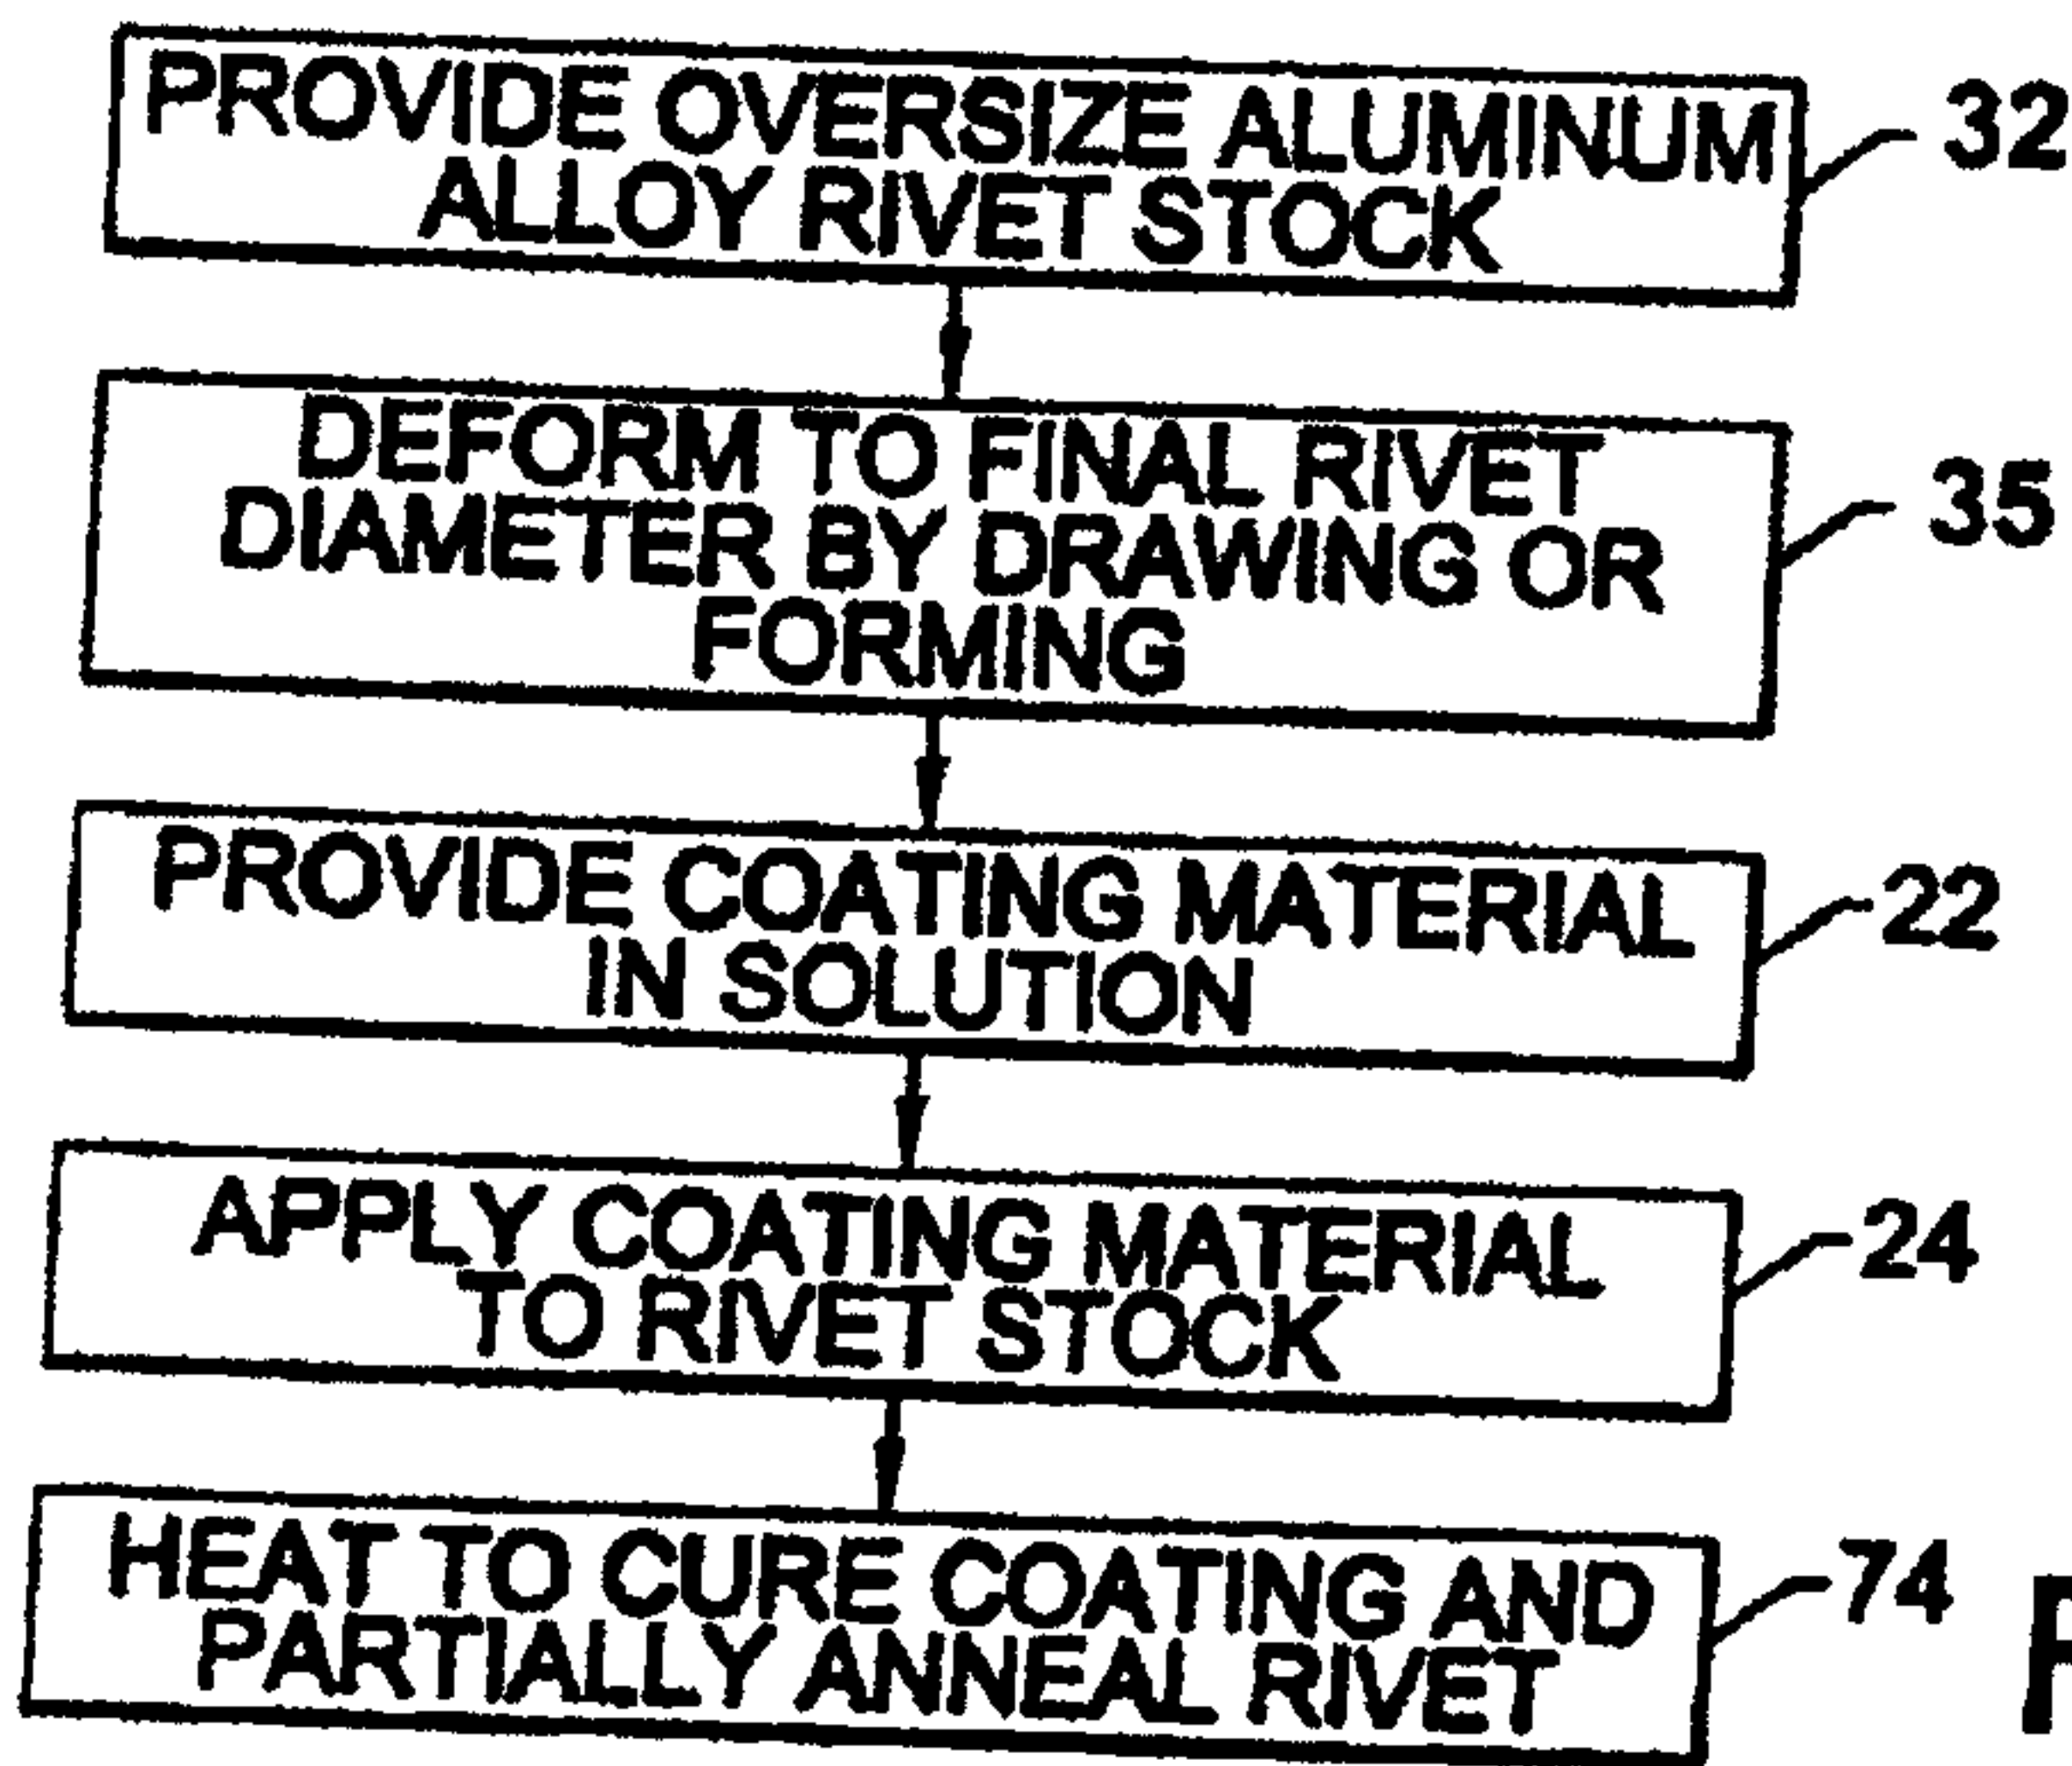 PROVIDE OVERSIZE ALUMINUM
ALLOY RIVET STOCK
32
DEFORM TO FINAL RIVET
DIAMETER BY DRAWING OR
FORMING
35
PROVIDE COATING MATERIAL
IN SOLUTION
22
APPLY COATING MATERIAL
TO RIVET STOCK
24
HEAT TO CURE COATING AND
PARTIALLY ANNEAL RIVET
74